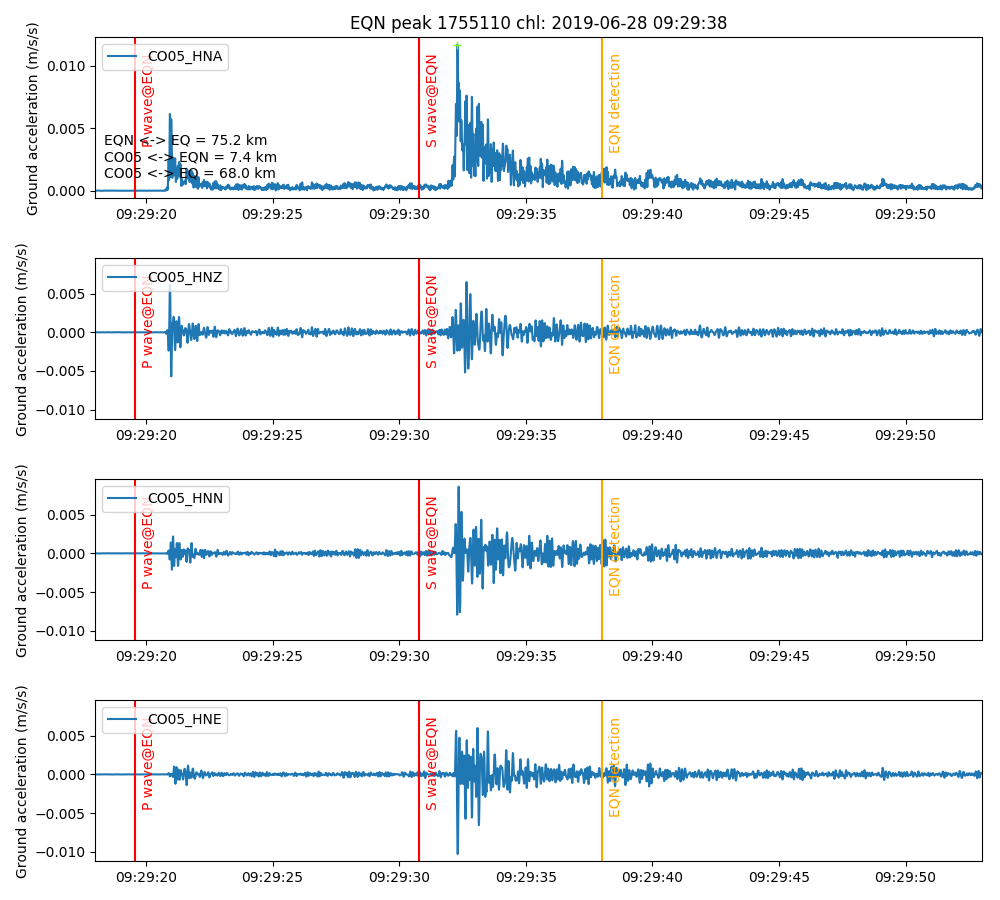 EQN peak 1755110 chl: 2019-06-28 09:29:38
Ground acceleration (m/s/s)
0.010
0.005
0.000
CO05_HNA
P wave@EQN
S wave@EQN
EQN detection
EQN <-> EQ = 75.2 km
CO05 <-> EQN = 7.4 km
CO05 <-> EQ = 68.0 km
09:29:20 09:29:25 09:29:30 09:29:35 09:29:40 09:29:45 09:29:50
Ground acceleration (m/s/s)
0.005
0.000
−0.005
−0.010
CO05_HNZ
P wave@EQN
S wave@EQN
EQN detection
09:29:20 09:29:25 09:29:30 09:29:35 09:29:40 09:29:45 09:29:50
Ground acceleration (m/s/s)
0.005
0.000
−0.005
−0.010
CO05_HNN
P wave@EQN
S wave@EQN
EQN detection
09:29:20 09:29:25 09:29:30 09:29:35 09:29:40 09:29:45 09:29:50
Ground acceleration (m/s/s)
0.005
0.000
−0.005
−0.010
CO05_HNE
P wave@EQN
S wave@EQN
EQN detection
09:29:20 09:29:25 09:29:30 09:29:35 09:29:40 09:29:45 09:29:50